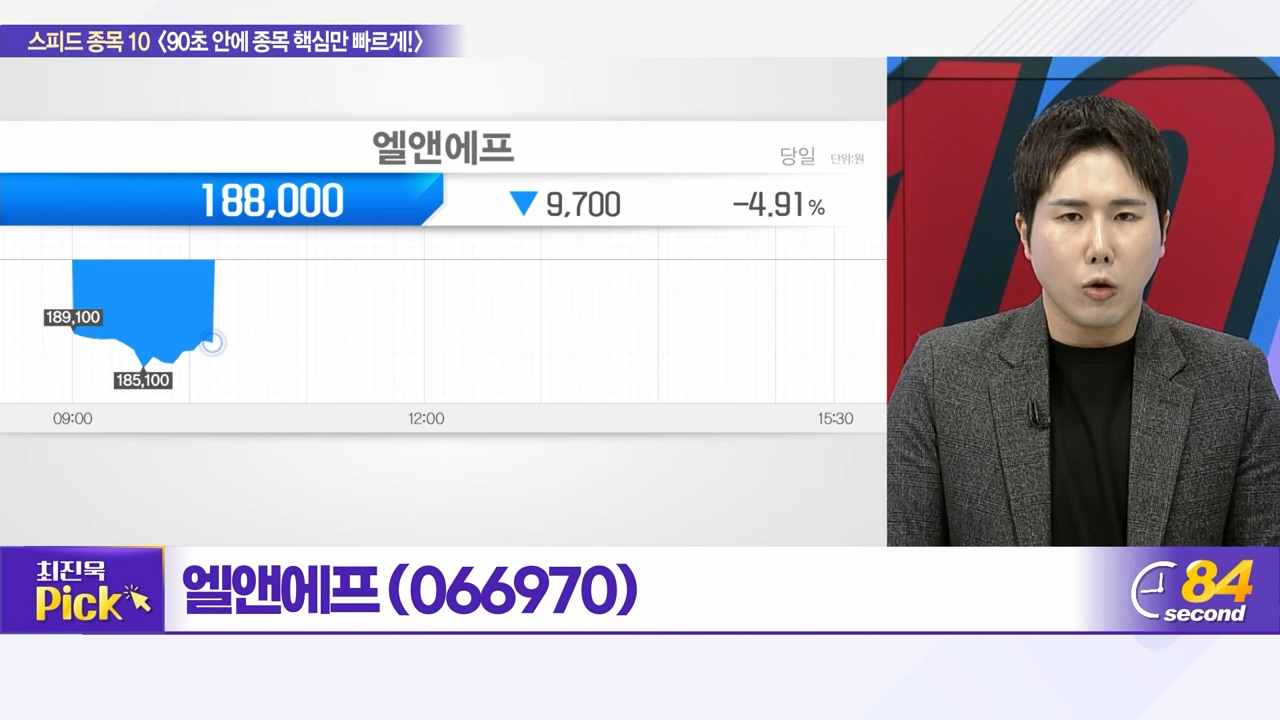 스피드 종목 10 〈90초 안에 종목 핵심만 빠르게!〉
엘앤에프
당일 단위:원
188,000 ▼ 9,700 -4.91%
189,100
185,100
09:00 12:00 15:30
최진욱
Pick
엘앤에프 (066970)
84
second
10